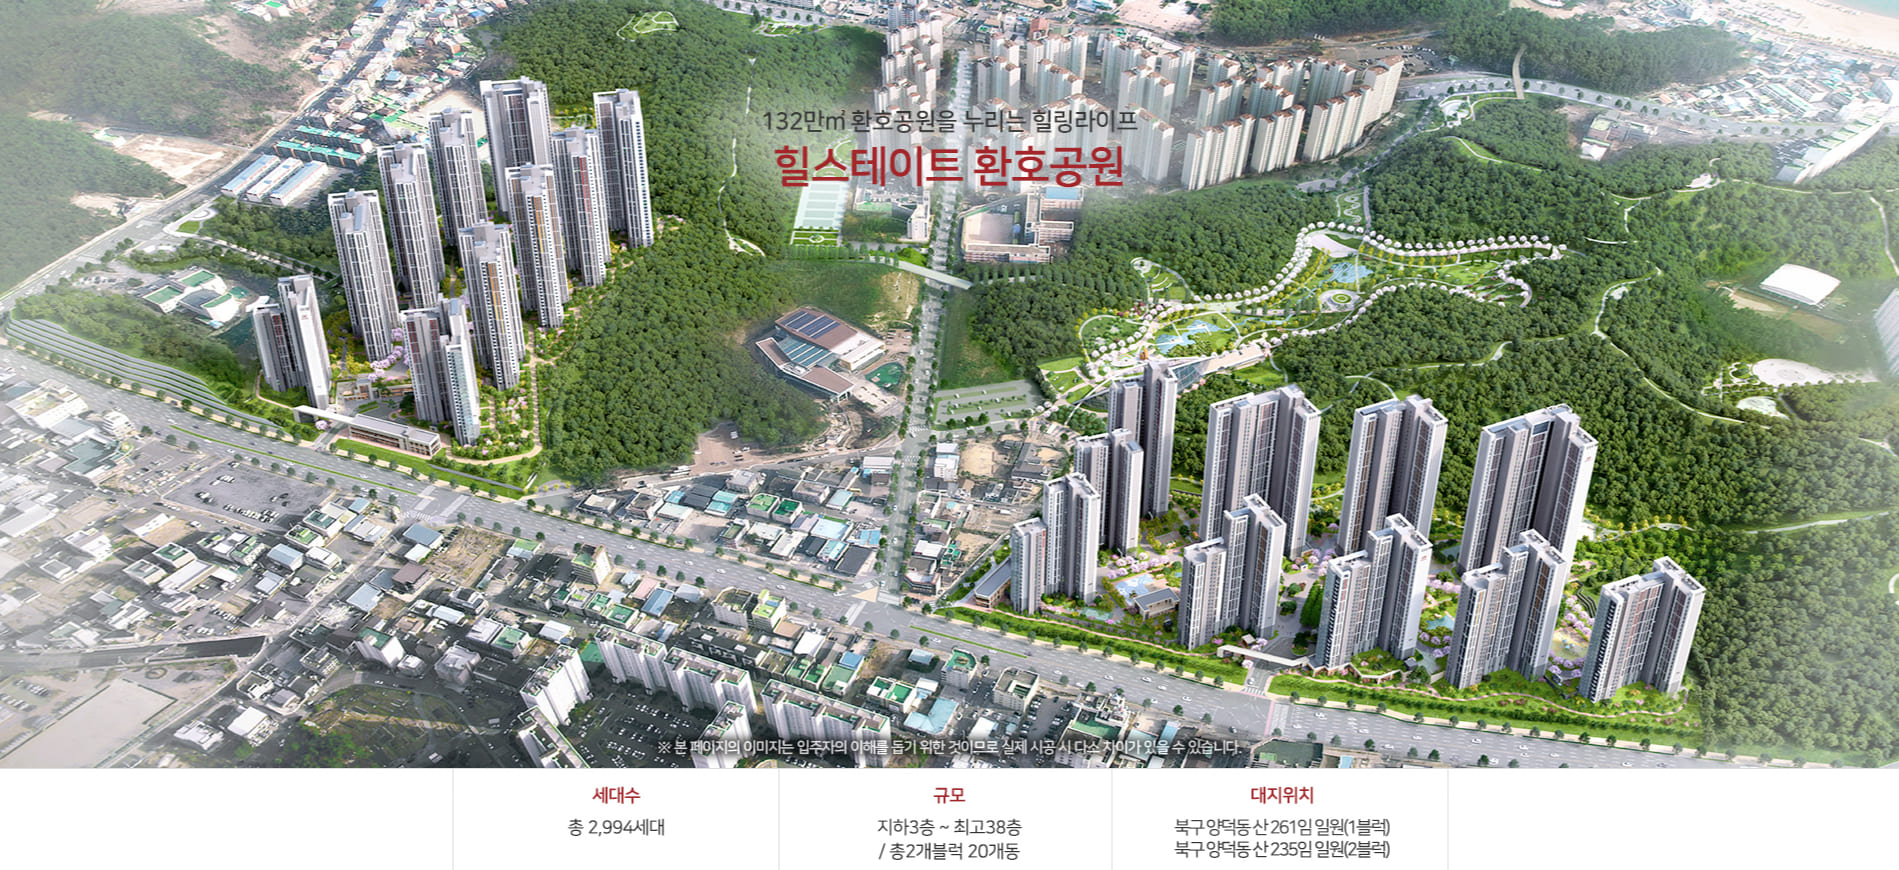 132만㎡ 환호공원을 누리는 힐링라이프
힐스테이트 환호공원
※ 본 페이지의 이미지는 입주자의 이해를 돕기 위한 것이므로 실제 시공 시 다소 차이가 있을 수 있습니다.
세대수
총 2,994세대
규모
지하3층 ~ 최고38층
/ 총2개블럭 20개동
대지위치
북구 양덕동 산 261임 일원(1블럭)
북구 양덕동 산 235임 일원(2블럭)